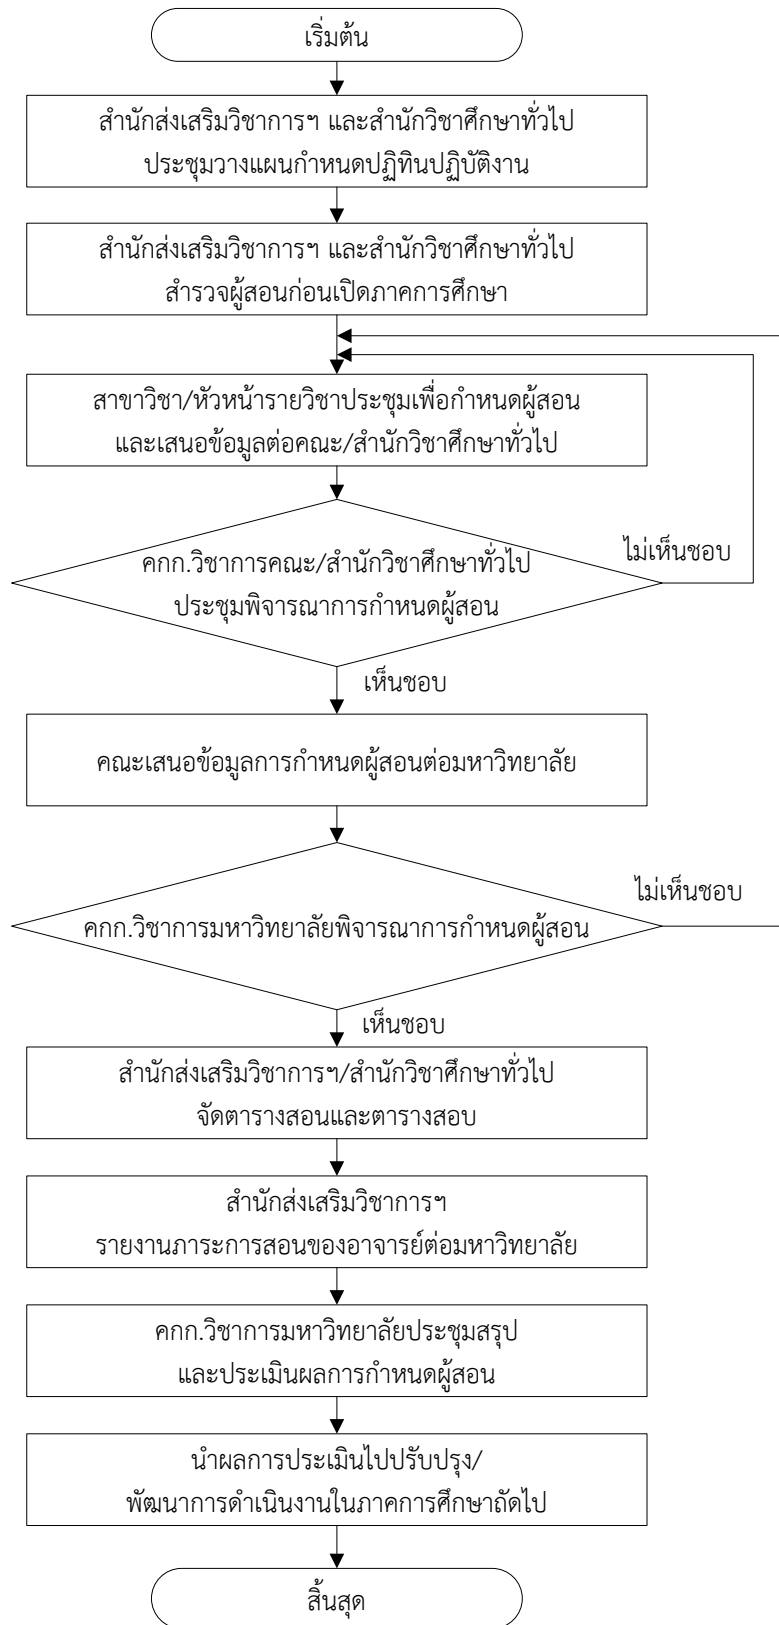 เริ่มต้น
สำนักส่งเสริมวิชาการฯ และสำนักวิชาศึกษาทั่วไป
ประชุมวางแผนกำหนดปฏิทินปฏิบัติงาน
สำนักส่งเสริมวิชาการฯ และสำนักวิชาศึกษาทั่วไป
สำรวจผู้สอนก่อนเปิดภาคการศึกษา
สาขาวิชา/หัวหน้ารายวิชาประชุมเพื่อกำหนดผู้สอน
และเสนอข้อมูลต่อคณะ/สำนักวิชาศึกษาทั่วไป
ไม่เห็นชอบ
คกก.วิชาการคณะ/สำนักวิชาศึกษาทั่วไป
ประชุมพิจารณาการกำหนดผู้สอน
เห็นชอบ
คณะเสนอข้อมูลการกำหนดผู้สอนต่อมหาวิทยาลัย
ไม่เห็นชอบ
คกก.วิชาการมหาวิทยาลัยพิจารณาการกำหนดผู้สอน
เห็นชอบ
สำนักส่งเสริมวิชาการฯ/สำนักวิชาศึกษาทั่วไป
จัดตารางสอนและตารางสอบ
สำนักส่งเสริมวิชาการฯ
รายงานภาระการสอนของอาจารย์ต่อมหาวิทยาลัย
คกก.วิชาการมหาวิทยาลัยประชุมสรุป
และประเมินผลการกำหนดผู้สอน
นำผลการประเมินไปปรับปรุง/
พัฒนาการดำเนินงานในภาคการศึกษาถัดไป
สิ้นสุด